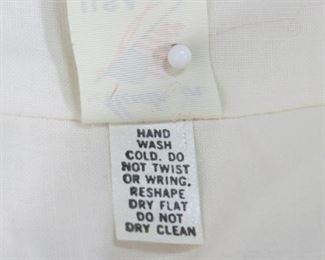 HAND
WASH
COLD. DO
NOT TWIST
OR WRING.
RESHAPE
DRY FLAT
DO NOT
DRY CLEAN